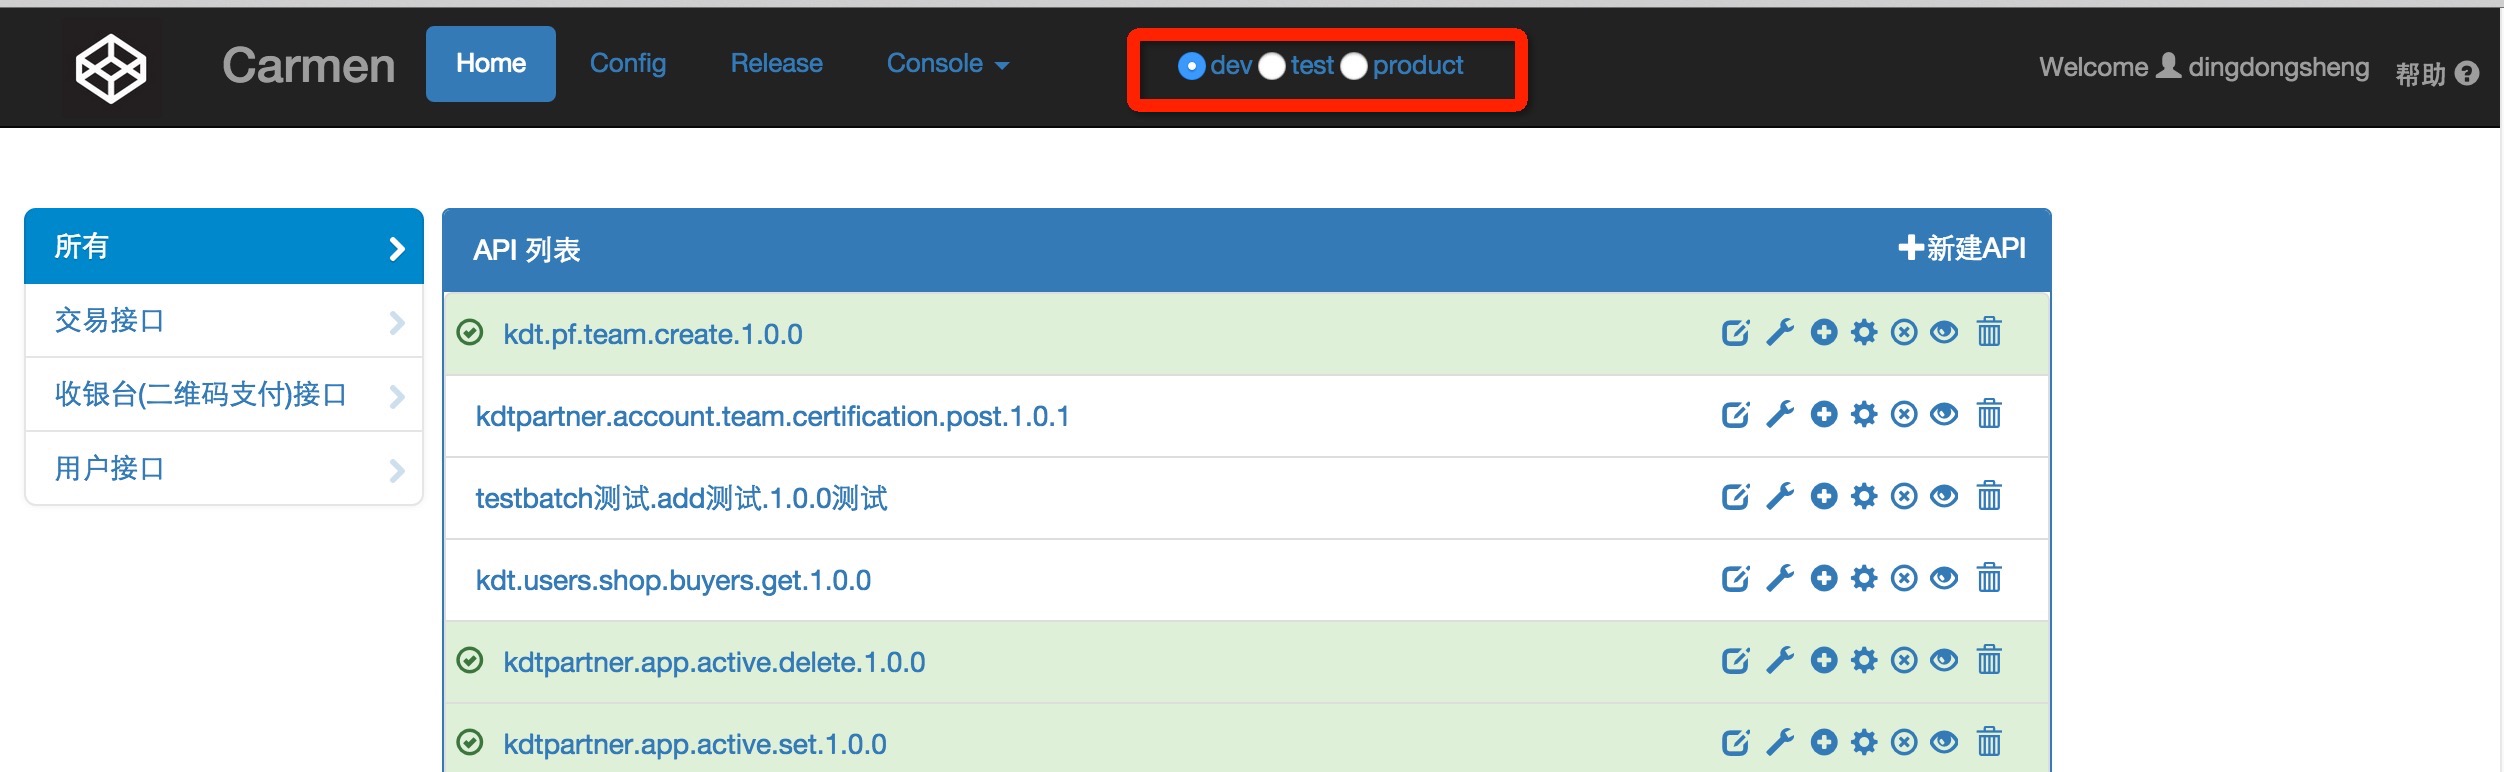 Carmen Home Config Release Console dev test product Welcome dingdongsheng 帮助
所有
交易接口
收银台(二维码支付)接口
用户接口
API 列表 新建API
kdt.pf.team.create.1.0.0
kdtpartner.account.team.certification.post.1.0.1
testbatch测试.add测试.1.0.0测试
kdt.users.shop.buyers.get.1.0.0
kdtpartner.app.active.delete.1.0.0
kdtpartner.app.active.set.1.0.0